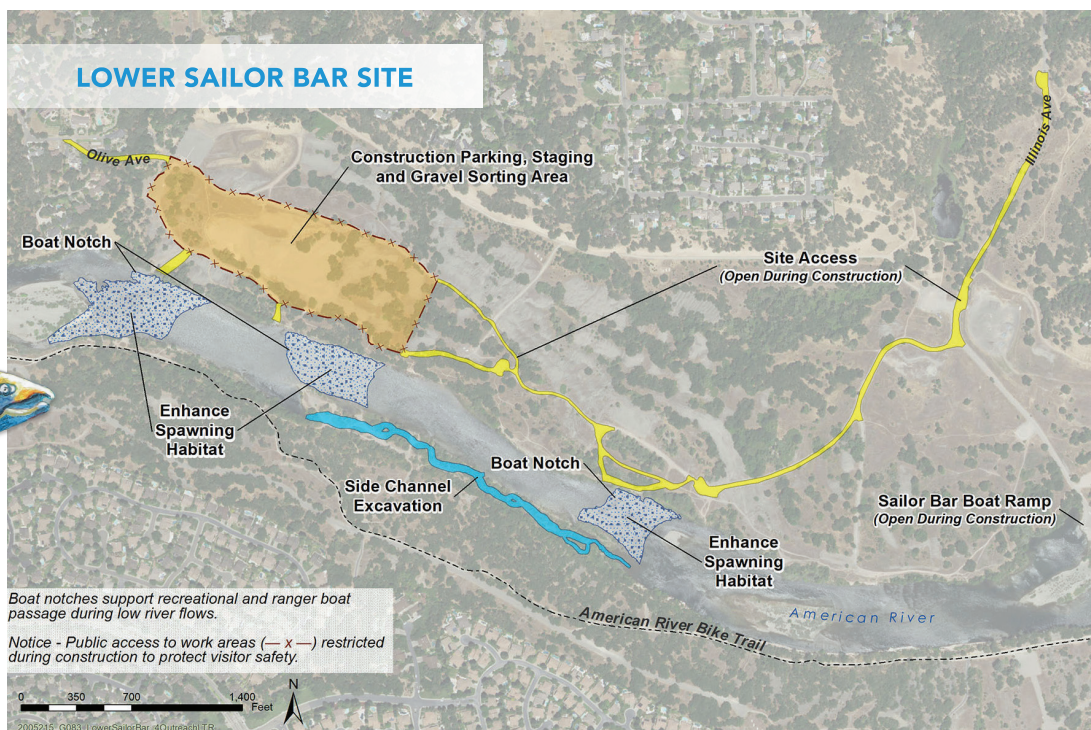 LOWER SAILOR BAR SITE
Olive Ave
Construction Parking, Staging
and Gravel Sorting Area
Illinois Ave
Boat Notch
Site Access
(Open During Construction)
Enhance
Spawning
Habitat
Boat Notch
Side Channel
Excavation
Sailor Bar Boat Ramp
(Open During Construction)
Enhance
Spawning
Habitat
American River
American River Bike Trail
Boat notches support recreational and ranger boat
passage during low river flows.
Notice - Public access to work areas (— x —) restricted
during construction to protect visitor safety.
0 350 700 1,400
Feet
N
2005215_G083_LowerSailorBar_4OutreachLTR